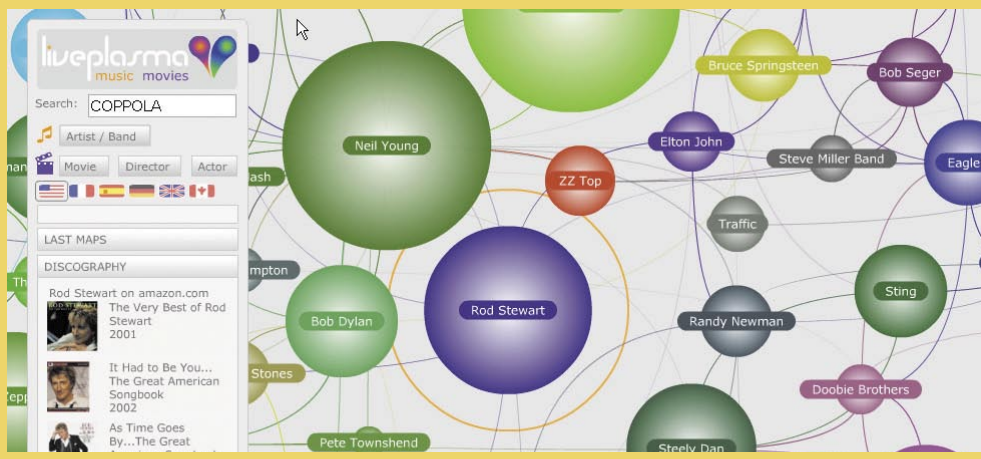 liveplasma
music movies
Search: COPPOLA
Artist / Band
Movie Director Actor
LAST MAPS
DISCOGRAPHY
Rod Stewart on amazon.com
The Very Best of Rod
Stewart
2001
It Had to Be You...
The Great American
Songbook
2002
As Time Goes
By...The Great
Bruce Springsteen
Bob Seger
Neil Young
Elton John
Steve Miller Band
Eagle
ZZ Top
Traffic
Sting
Rod Stewart
Bob Dylan
Randy Newman
Stones
Doobie Brothers
Pete Townshend
Steely Dan